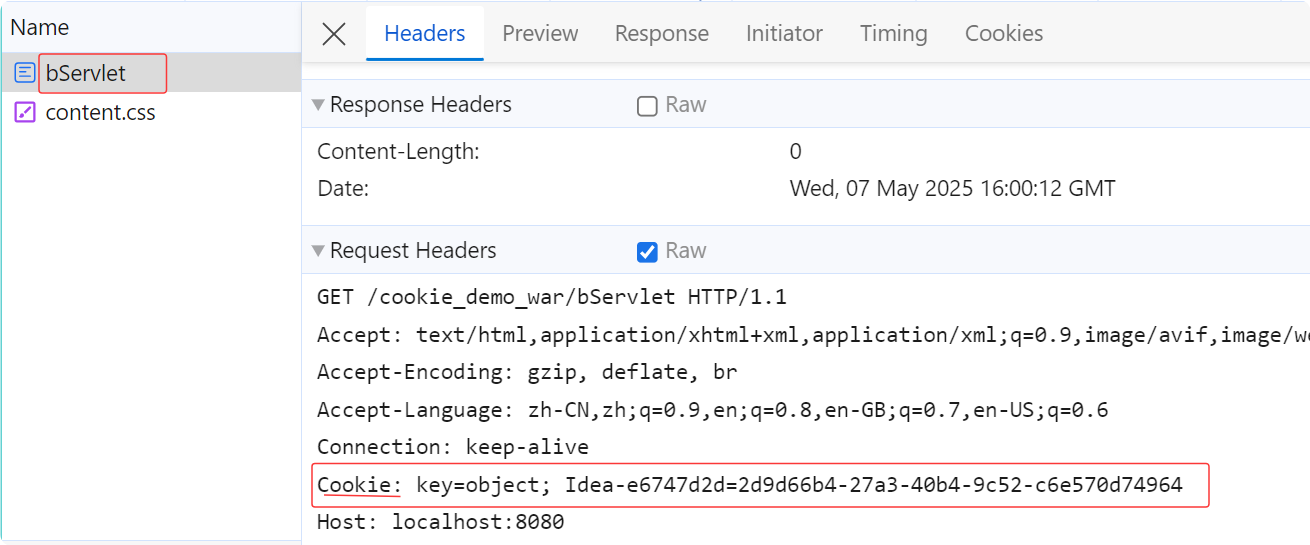 Name
bServlet
content.css
Headers Preview Response Initiator Timing Cookies
Response Headers Raw
Content-Length: 0
Date: Wed, 07 May 2025 16:00:12 GMT
Request Headers Raw
GET /cookie_demo_war/bServlet HTTP/1.1
Accept: text/html,application/xhtml+xml,application/xml;q=0.9,image/avif,image/we
Accept-Encoding: gzip, deflate, br
Accept-Language: zh-CN,zh;q=0.9,en;q=0.8,en-GB;q=0.7,en-US;q=0.6
Connection: keep-alive
Cookie: key=object; Idea-e6747d2d=2d9d66b4-27a3-40b4-9c52-c6e570d74964
Host: localhost:8080